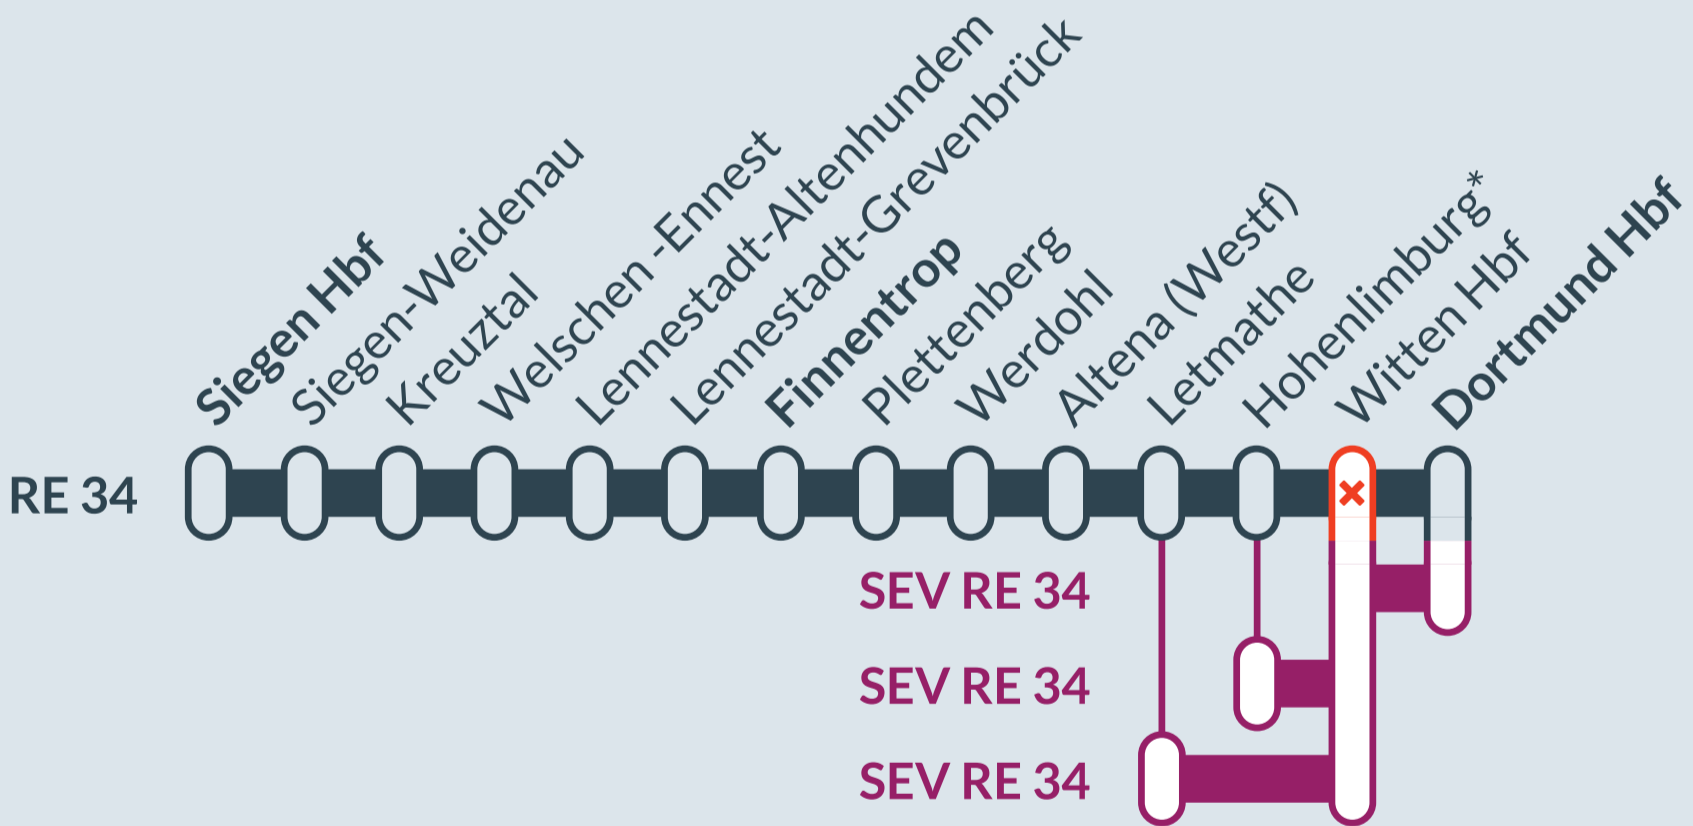 Siegen Hbf
Siegen-Weidenau
Kreuztal
Welschen -Ennest
Lennestadt-Altenhundem
Lennestadt-Grevenbrück
Finnentrop
Plettenberg
Werdohl
Altena (Westf)
Letmathe
Hohenlimburg*
Witten Hbf
Dortmund Hbf
RE 34
SEV RE 34
SEV RE 34
SEV RE 34